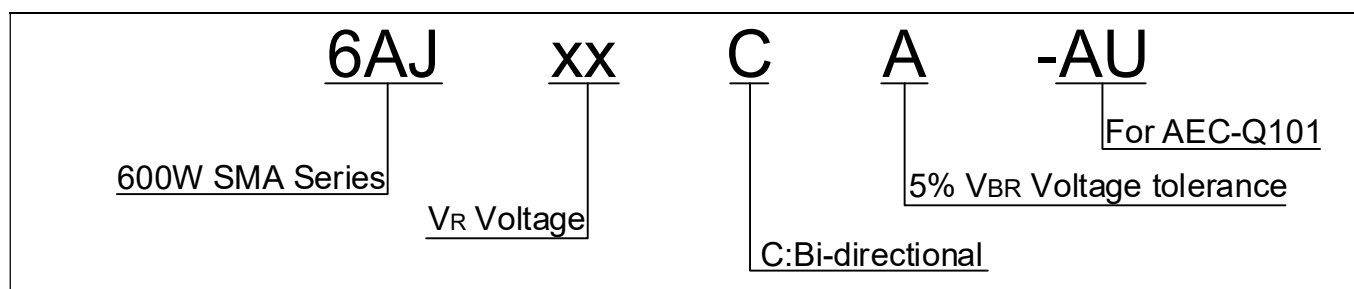 6AJ xx C A -AU
For AEC-Q101
600W SMA Series
5% VBR Voltage tolerance
VR Voltage
C:Bi-directional